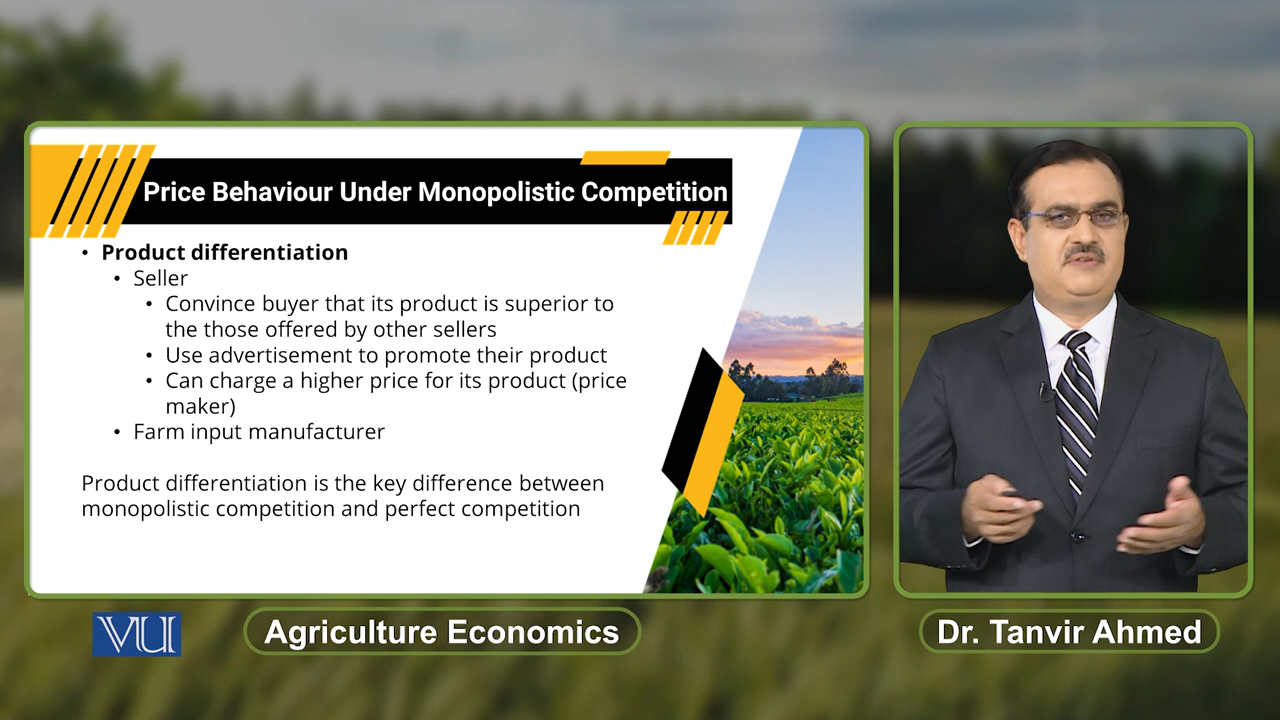 Price Behaviour Under Monopolistic Competition
• Product differentiation
• Seller
• Convince buyer that its product is superior to
the those offered by other sellers
• Use advertisement to promote their product
• Can charge a higher price for its product (price
maker)
• Farm input manufacturer
Product differentiation is the key difference between
monopolistic competition and perfect competition
VU
Agriculture Economics
Dr. Tanvir Ahmed